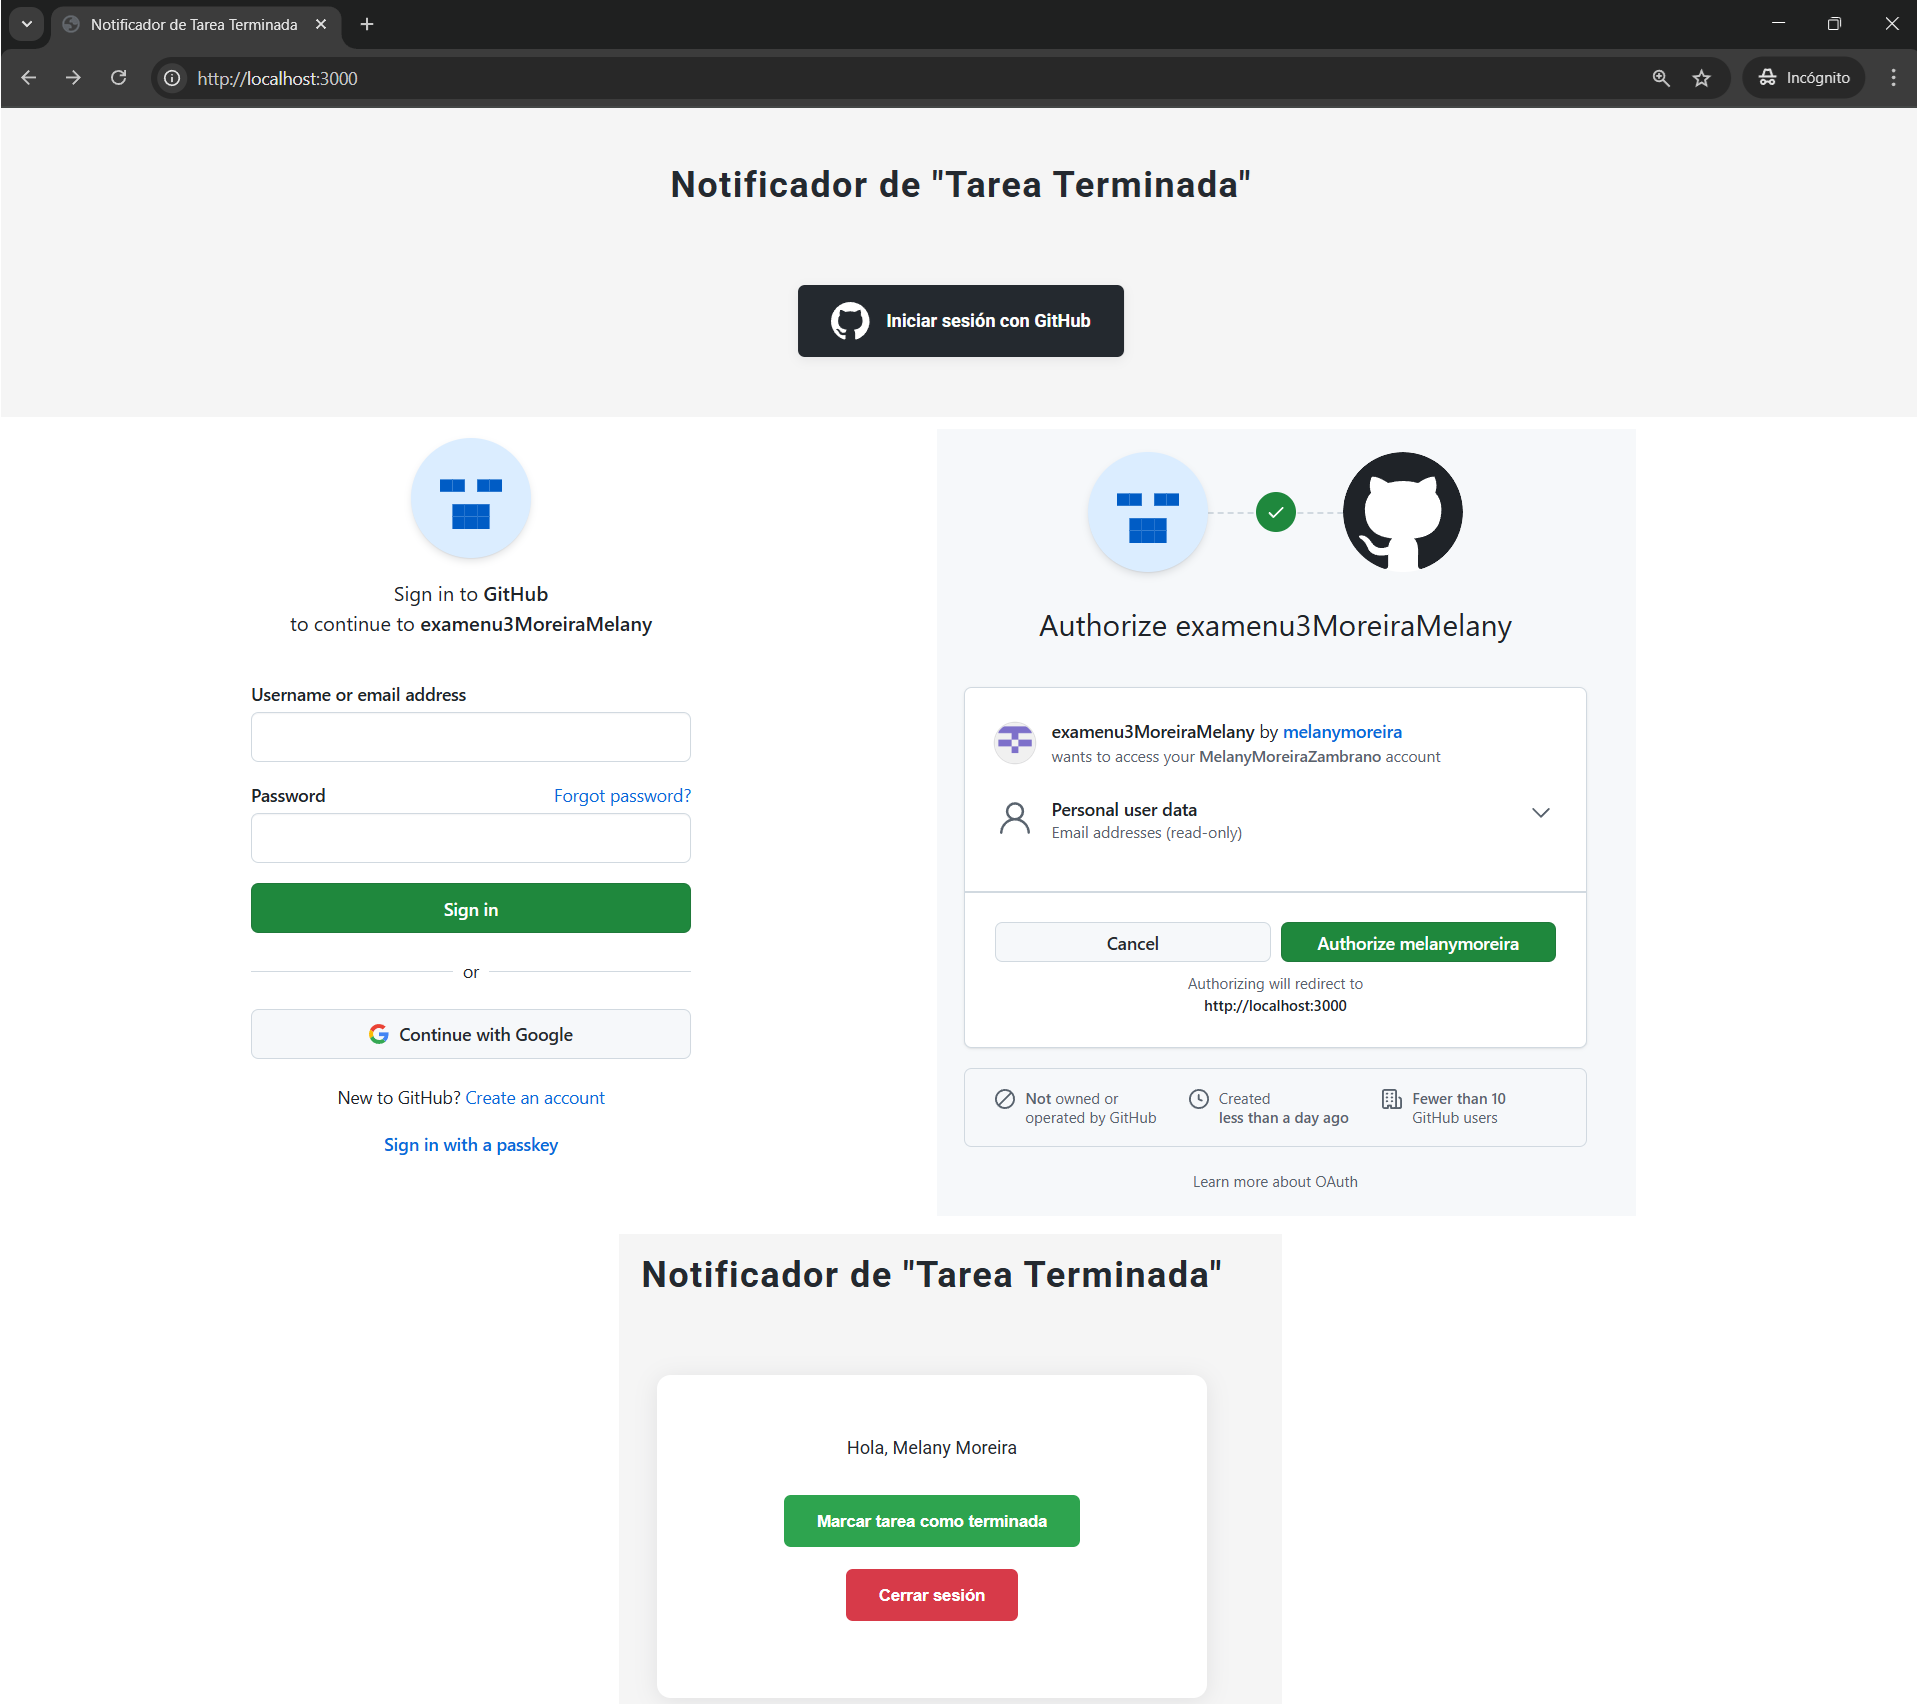 Notificador de Tarea Terminada
http://localhost:3000
Incógnito
Notificador de "Tarea Terminada"
Iniciar sesión con GitHub
Sign in to GitHub
to continue to examenu3MoreiraMelany
Username or email address
Password
Forgot password?
Sign in
or
Continue with Google
New to GitHub? Create an account
Sign in with a passkey
Authorize examenu3MoreiraMelany
examenu3MoreiraMelany by melanymoreira
wants to access your MelanyMoreiraZambrano account
Personal user data
Email addresses (read-only)
Cancel
Authorize melanymoreira
Authorizing will redirect to
http://localhost:3000
Not owned or
operated by GitHub
Created
less than a day ago
Fewer than 10
GitHub users
Learn more about OAuth
Notificador de "Tarea Terminada"
Hola, Melany Moreira
Marcar tarea como terminada
Cerrar sesión